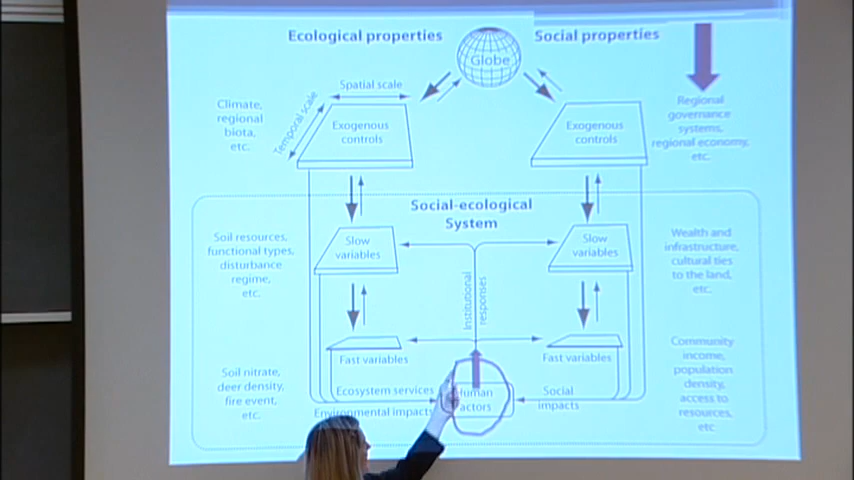 Ecological properties
Social properties
Globe
Spatial scale
Temporal scale
Climate,
regional
biota,
etc.
Exogenous
controls
Exogenous
controls
Regional
governance
systems,
regional economy,
etc.
Social-ecological
System
Soil resources,
functional types,
disturbance
regime,
etc.
Slow
variables
Slow
variables
Wealth and
infrastructure,
cultural ties
to the land,
etc.
Institutional
responses
Fast variables
Fast variables
Soil nitrate,
deer density,
fire event,
etc.
Ecosystem services
Environmental impacts
Human
actors
Social
impacts
Community
income,
population
density,
access to
resources,
etc